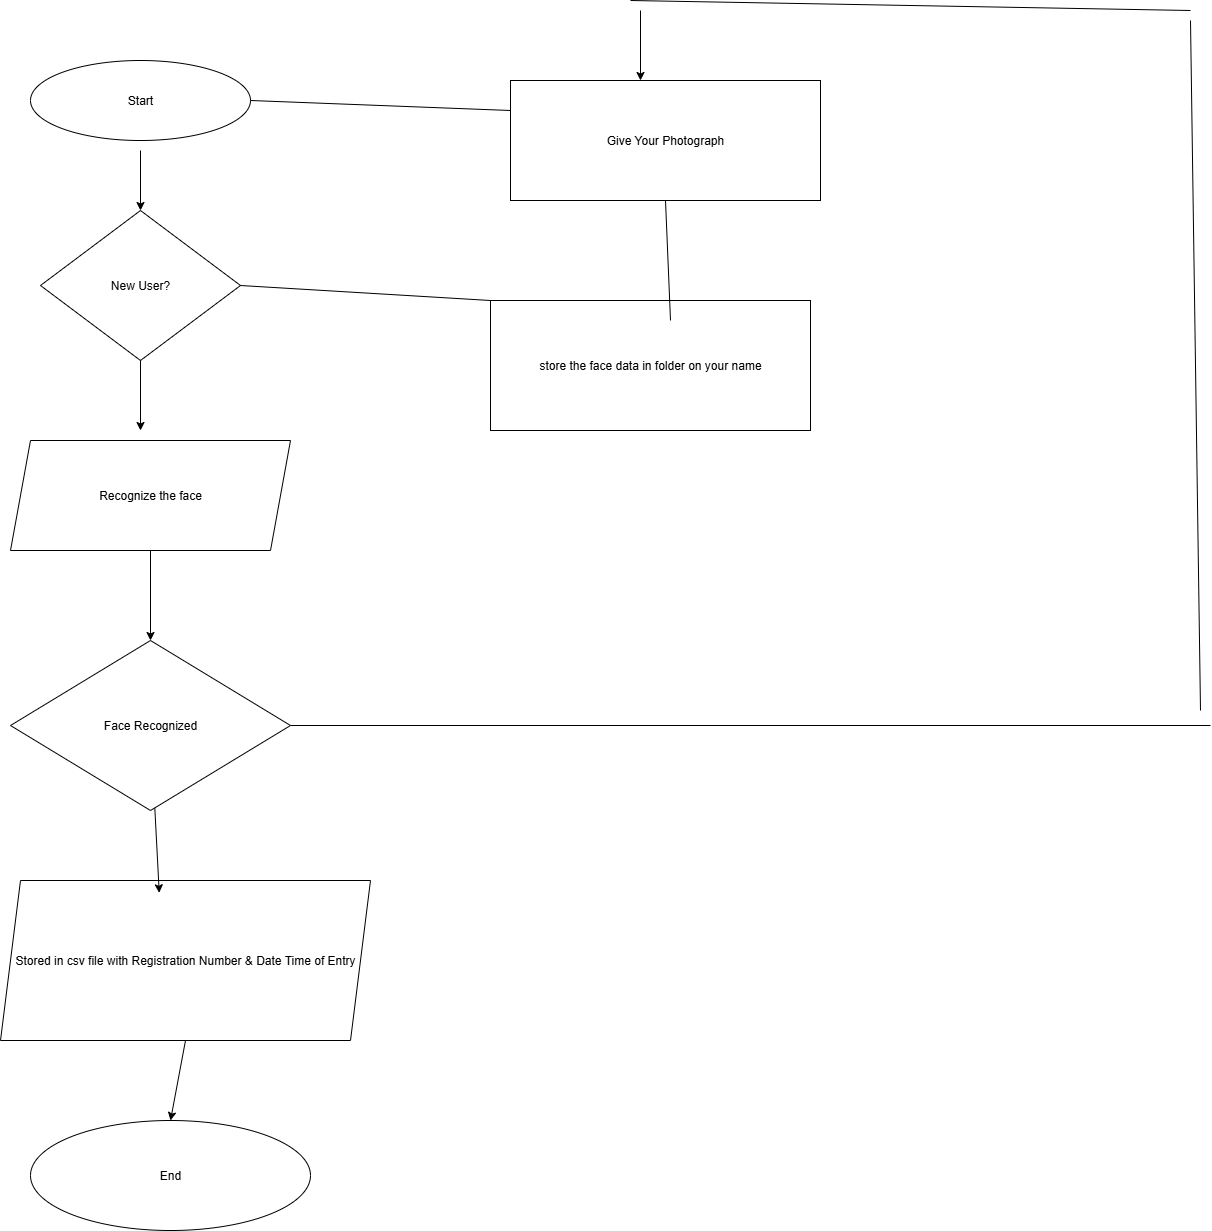 Start
Give Your Photograph
New User?
store the face data in folder on your name
Recognize the face
Face Recognized
Stored in csv file with Registration Number & Date Time of Entry
End